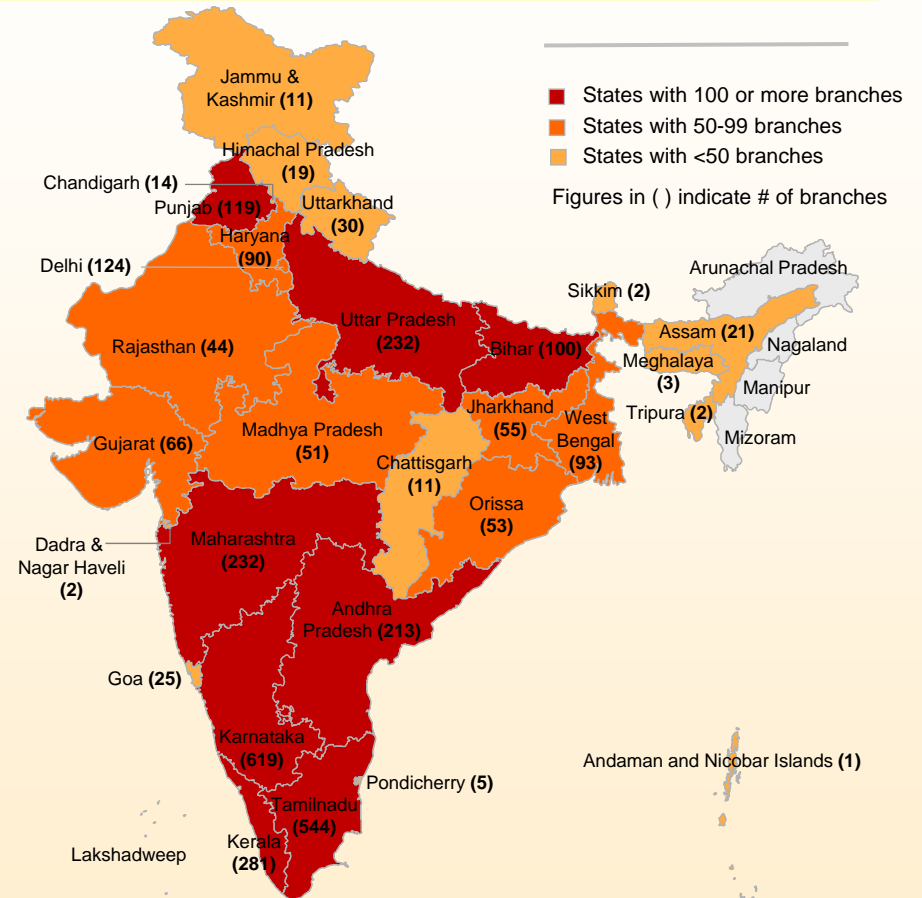 States with 100 or more branches
States with 50-99 branches
States with <50 branches
Figures in ( ) indicate # of branches
Jammu &
Kashmir (11)
Himachal Pradesh
(19)
Chandigarh (14)
Punjab (119)
Uttarkhand
(30)
Haryana
(90)
Delhi (124)
Arunachal Pradesh
Sikkim (2)
Uttar Pradesh
(232)
Bihar (100)
Assam (21)
Nagaland
Rajasthan (44)
Meghalaya
(3)
Manipur
Tripura (2)
Mizoram
Jharkhand
(55)
West
Bengal
(93)
Madhya Pradesh
(51)
Gujarat (66)
Chattisgarh
(11)
Orissa
(53)
Maharashtra
(232)
Dadra &
Nagar Haveli
(2)
Andhra
Pradesh (213)
Goa (25)
Karnataka
(619)
Andaman and Nicobar Islands (1)
Pondicherry (5)
Tamilnadu
(544)
Kerala
(281)
Lakshadweep